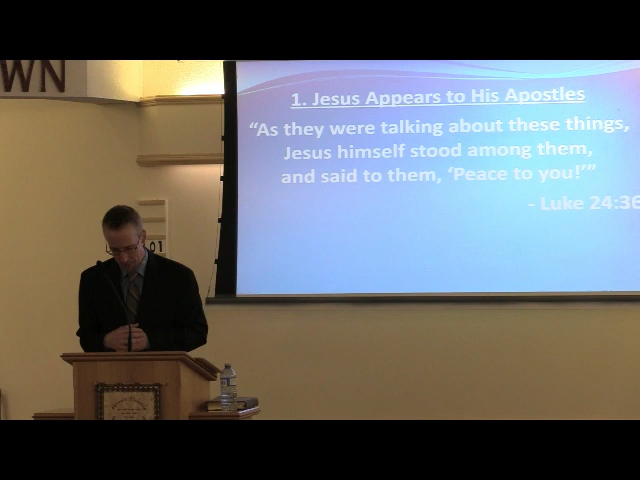 WN
1. Jesus Appears to His Apostles
“As they were talking about these things,
Jesus himself stood among them,
and said to them, ‘Peace to you!’”
- Luke 24:36
01